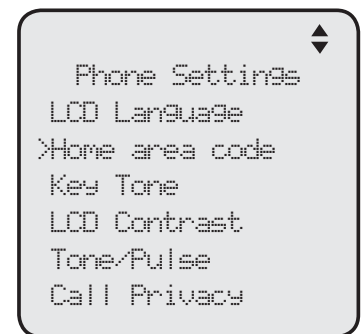 Phone Settings
LCD Language
>Home area code
Key Tone
LCD Contrast
Tone/Pulse
Call Privacy